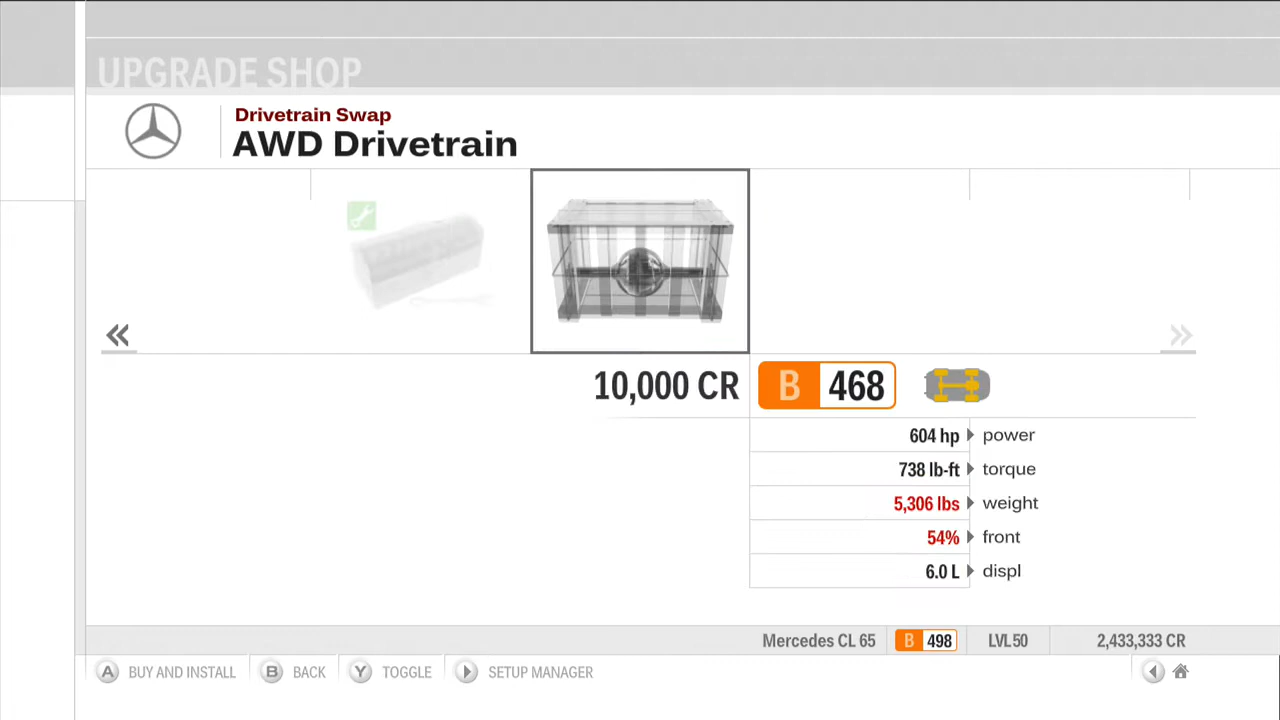 UPGRADE SHOP
Drivetrain Swap
AWD Drivetrain
10,000 CR B 468
604 hp power
738 lb-ft torque
5,306 lbs weight
54% front
6.0 L displ
Mercedes CL 65 B 498 LVL50 2,433,333 CR
A BUY AND INSTALL B BACK Y TOGGLE SETUP MANAGER